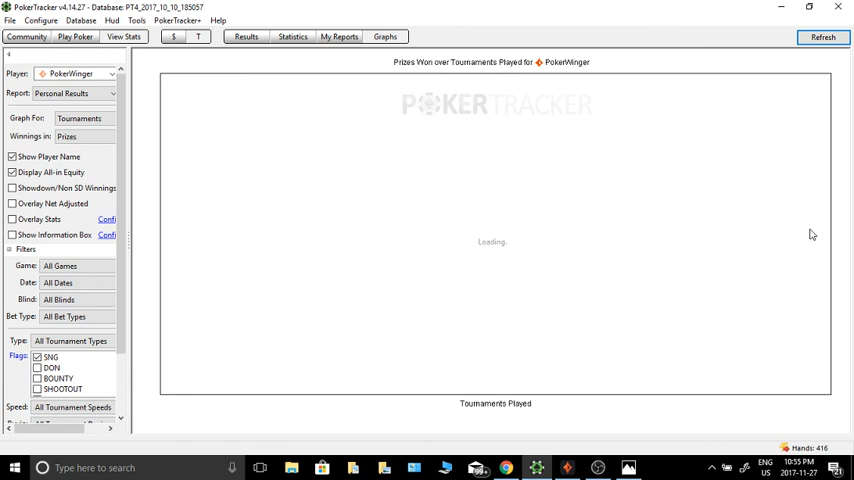 PokerTracker v4.14.27 - Database: PT4_2017_10_10_185057
File Configure Database Hud Tools PokerTracker+ Help
Community Play Poker View Stats $ T Results Statistics My Reports Graphs Refresh
Player: PokerWinger
Report: Personal Results
Graph For: Tournaments
Winnings in: Prizes
Show Player Name
Display All-in Equity
Showdown/Non SD Winnings
Overlay Net Adjusted
Overlay Stats Confi
Show Information Box Confi
Filters
Game: All Games
Date: All Dates
Blind: All Blinds
Bet Type: All Bet Types
Type: All Tournament Types
Flags: SNG
DON
BOUNTY
SHOOTOUT
Speed: All Tournament Speeds
Prizes Won over Tournaments Played for PokerWinger
POKERTRACKER
Loading.
Tournaments Played
Hands: 416
Type here to search
99+
ENG
US
10:55 PM
2017-11-27
21